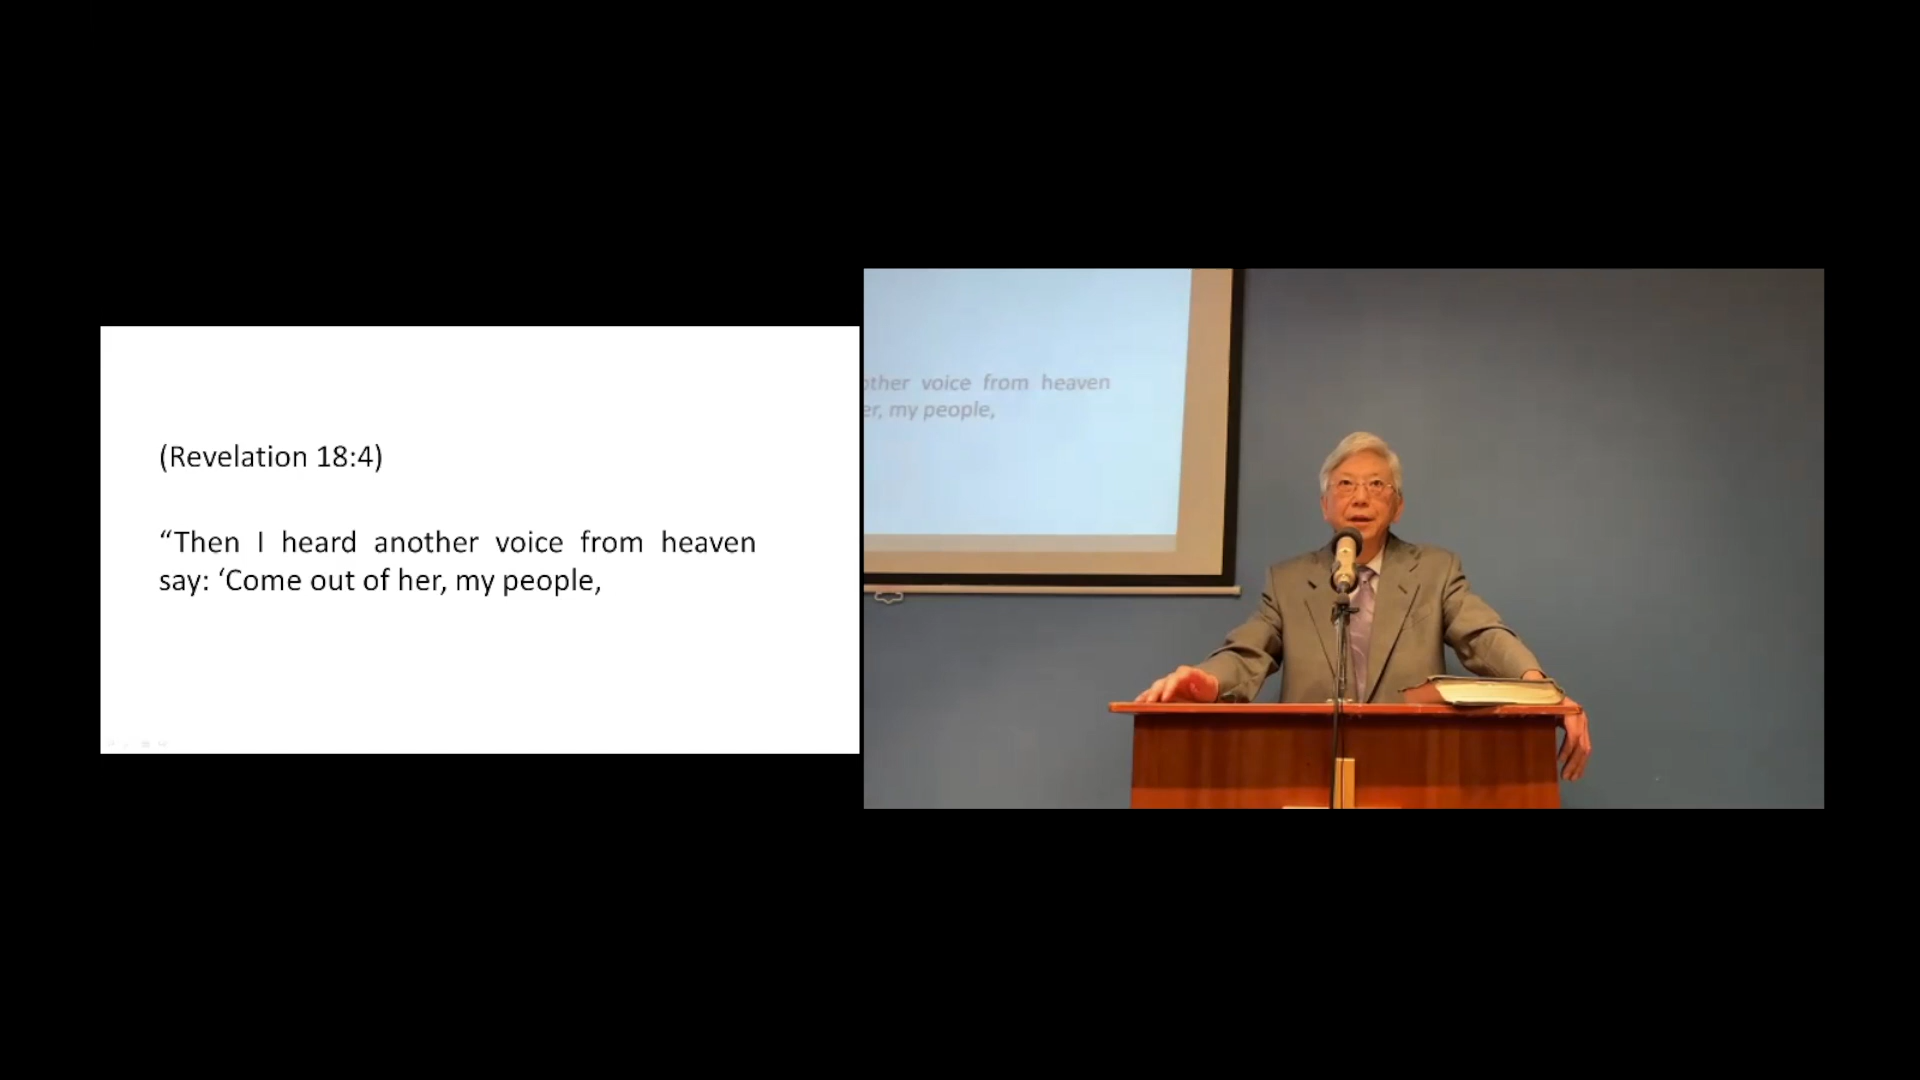 (Revelation 18:4)
“Then I heard another voice from heaven
say: ‘Come out of her, my people,
other voice from heaven
er, my people,